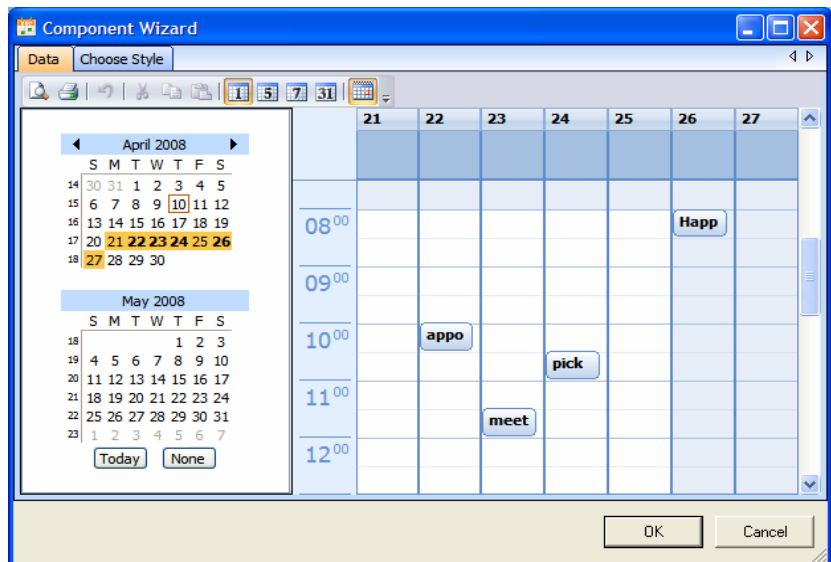 Component Wizard
Data Choose Style
1 5 7 31
April 2008
S M T W T F S
14 30 31 1 2 3 4 5
15 6 7 8 9 10 11 12
16 13 14 15 16 17 18 19
17 20 21 22 23 24 25 26
18 27 28 29 30
May 2008
S M T W T F S
18 1 2 3
19 4 5 6 7 8 9 10
20 11 12 13 14 15 16 17
21 18 19 20 21 22 23 24
22 25 26 27 28 29 30 31
23 1 2 3 4 5 6 7
Today None
21 22 23 24 25 26 27
08 00 Happ
09 00
10 00 appo
pick
11 00
meet
12 00
OK Cancel